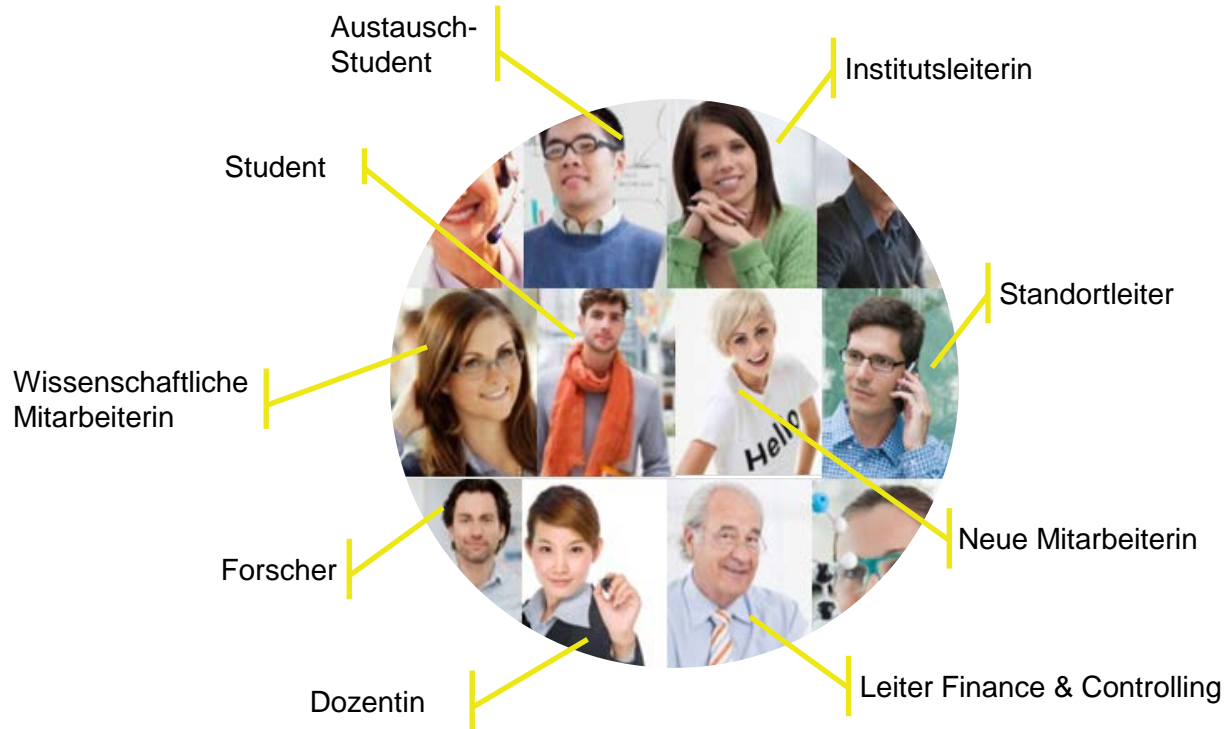 Austausch-
Student
Institutsleiterin
Student
Standortleiter
Wissenschaftliche
Mitarbeiterin
Hello
Neue Mitarbeiterin
Forscher
Leiter Finance & Controlling
Dozentin